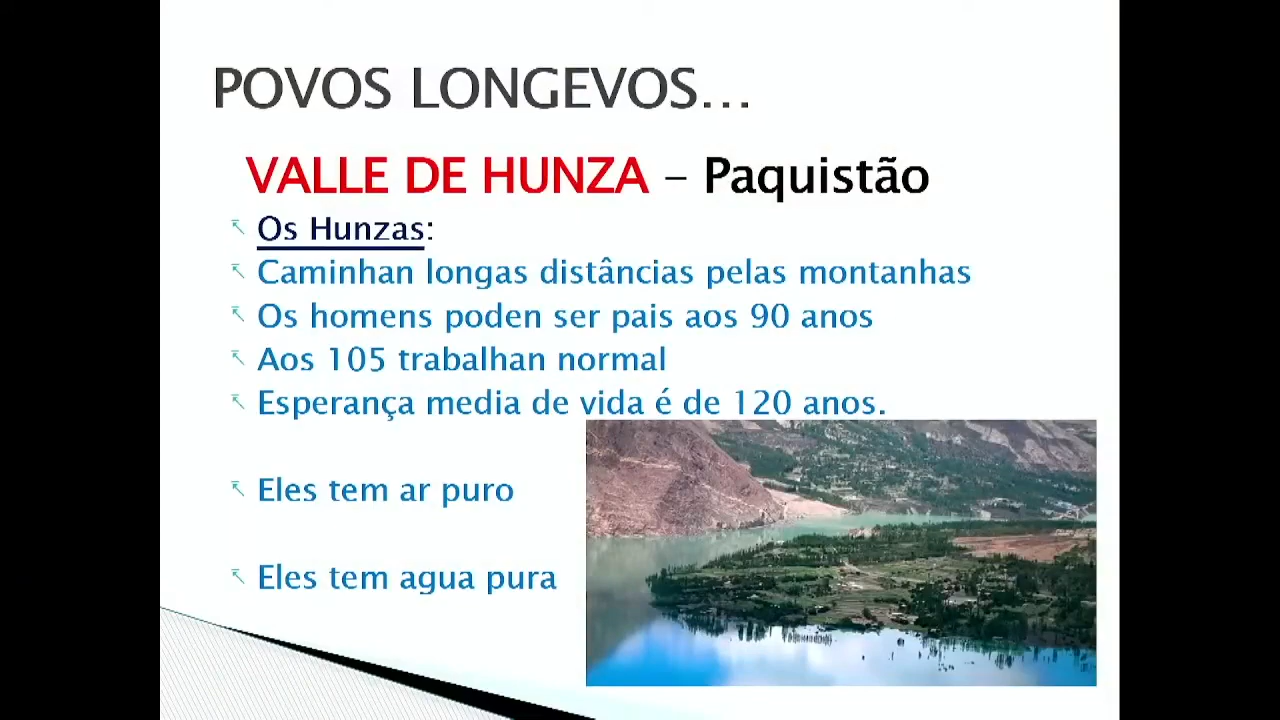 POVOS LONGEVOS...
VALLE DE HUNZA – Paquistão
Os Hunzas:
Caminhan longas distâncias pelas montanhas
Os homens poden ser pais aos 90 anos
Aos 105 trabalhan normal
Esperança media de vida é de 120 anos.
Eles tem ar puro
Eles tem agua pura